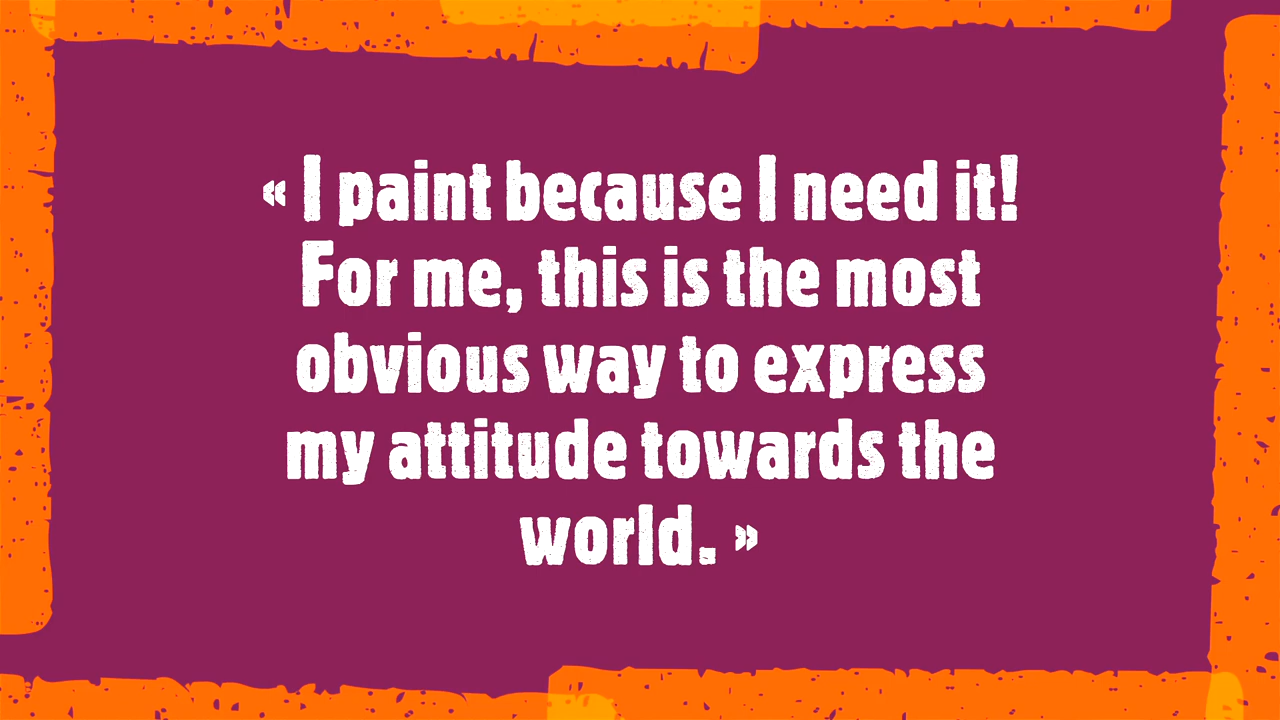 « I paint because I need it!
For me, this is the most
obvious way to express
my attitude towards the
world. »